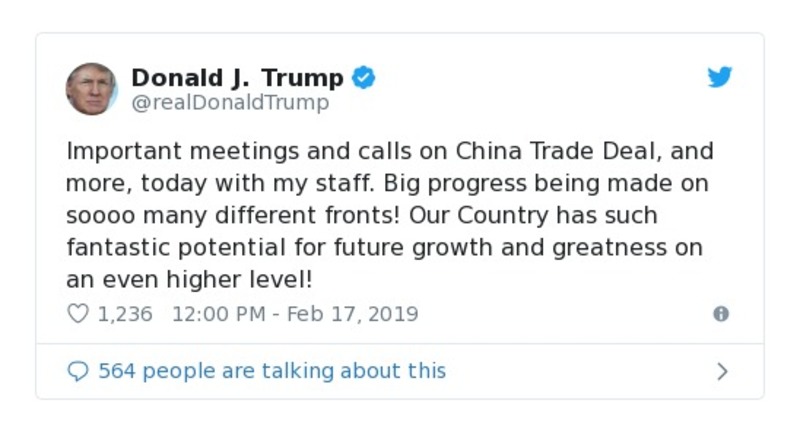 Donald J. Trump
@realDonaldTrump
Important meetings and calls on China Trade Deal, and
more, today with my staff. Big progress being made on
soooo many different fronts! Our Country has such
fantastic potential for future growth and greatness on
an even higher level!
1,236 12:00 PM - Feb 17, 2019
564 people are talking about this